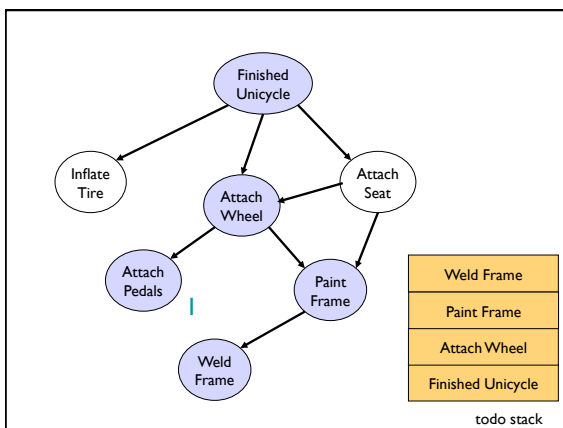 Finished
Unicycle
Inflate
Tire
Attach
Seat
Attach
Wheel
Attach
Pedals
1
Paint
Frame
Weld
Frame
Weld Frame
Paint Frame
Attach Wheel
Finished Unicycle
todo stack